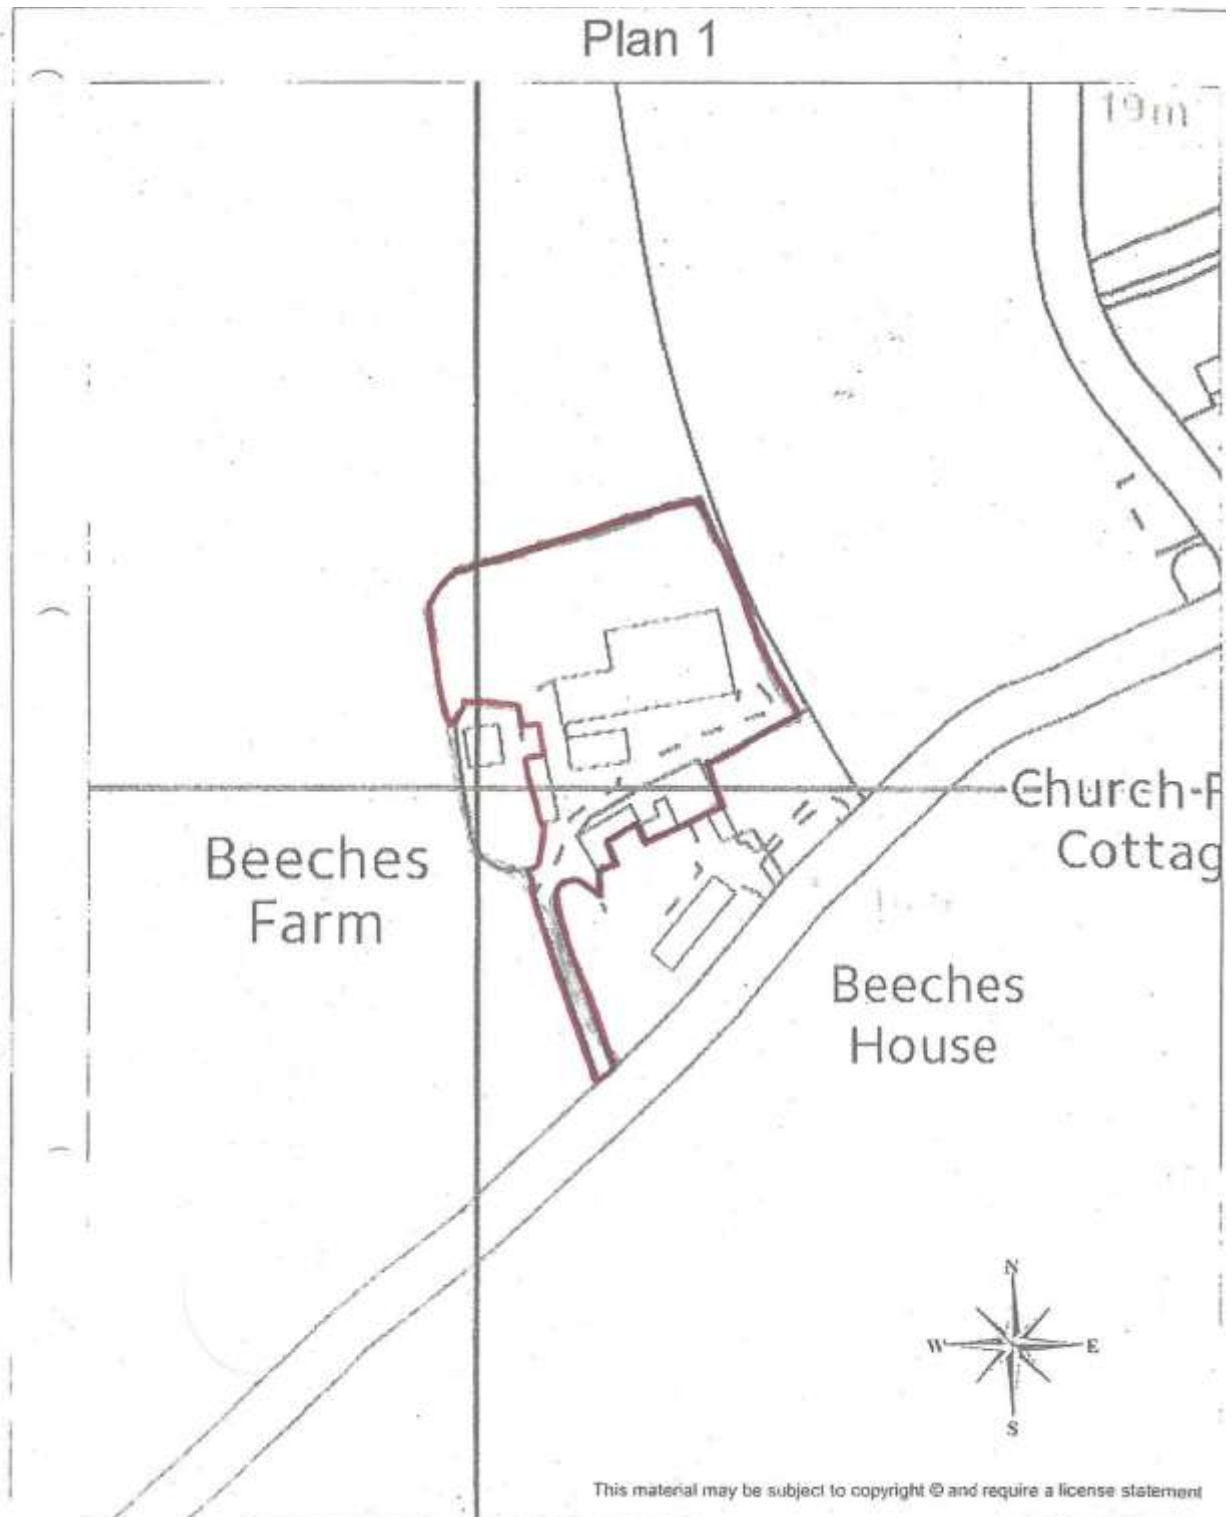 Plan 1
19m
Church-
Cottag
Beeches
Farm
Beeches
House
N
W
E
S
This material may be subject to copyright © and require a license statement